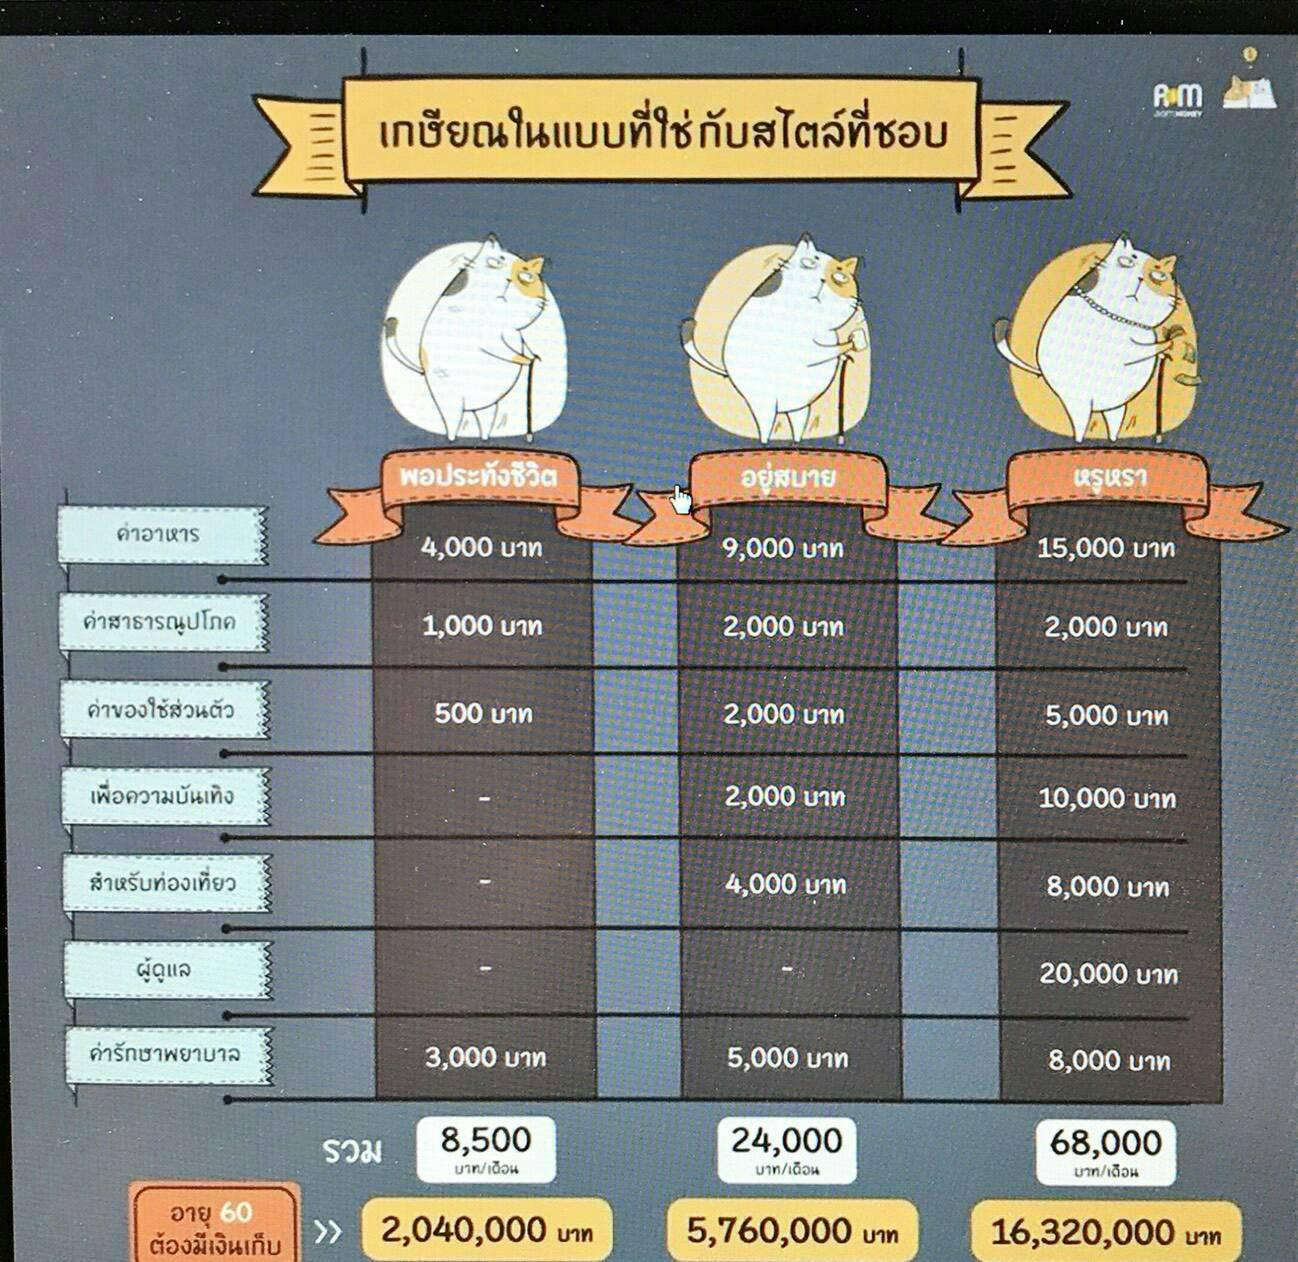 เกษียณในแบบที่ใช่ กับสไตล์ที่ชอบ
พอประทังชีวิต อยู่สบาย หรูหรา
ค่าอาหาร 4,000 บาท 9,000 บาท 15,000 บาท
ค่าสาธารณูปโภค 1,000 บาท 2,000 บาท 2,000 บาท
ค่าของใช้ส่วนตัว 500 บาท 2,000 บาท 5,000 บาท
เพื่อความบันเทิง - 2,000 บาท 10,000 บาท
สำหรับท่องเที่ยว - 4,000 บาท 8,000 บาท
ผู้ดูแล - - 20,000 บาท
ค่ารักษาพยาบาล 3,000 บาท 5,000 บาท 8,000 บาท
รวม 8,500 24,000 68,000
บาท/เดือน บาท/เดือน บาท/เดือน
อายุ 60
ต้องมีเงินเก็บ >> 2,040,000 บาท 5,760,000 บาท 16,320,000 บาท